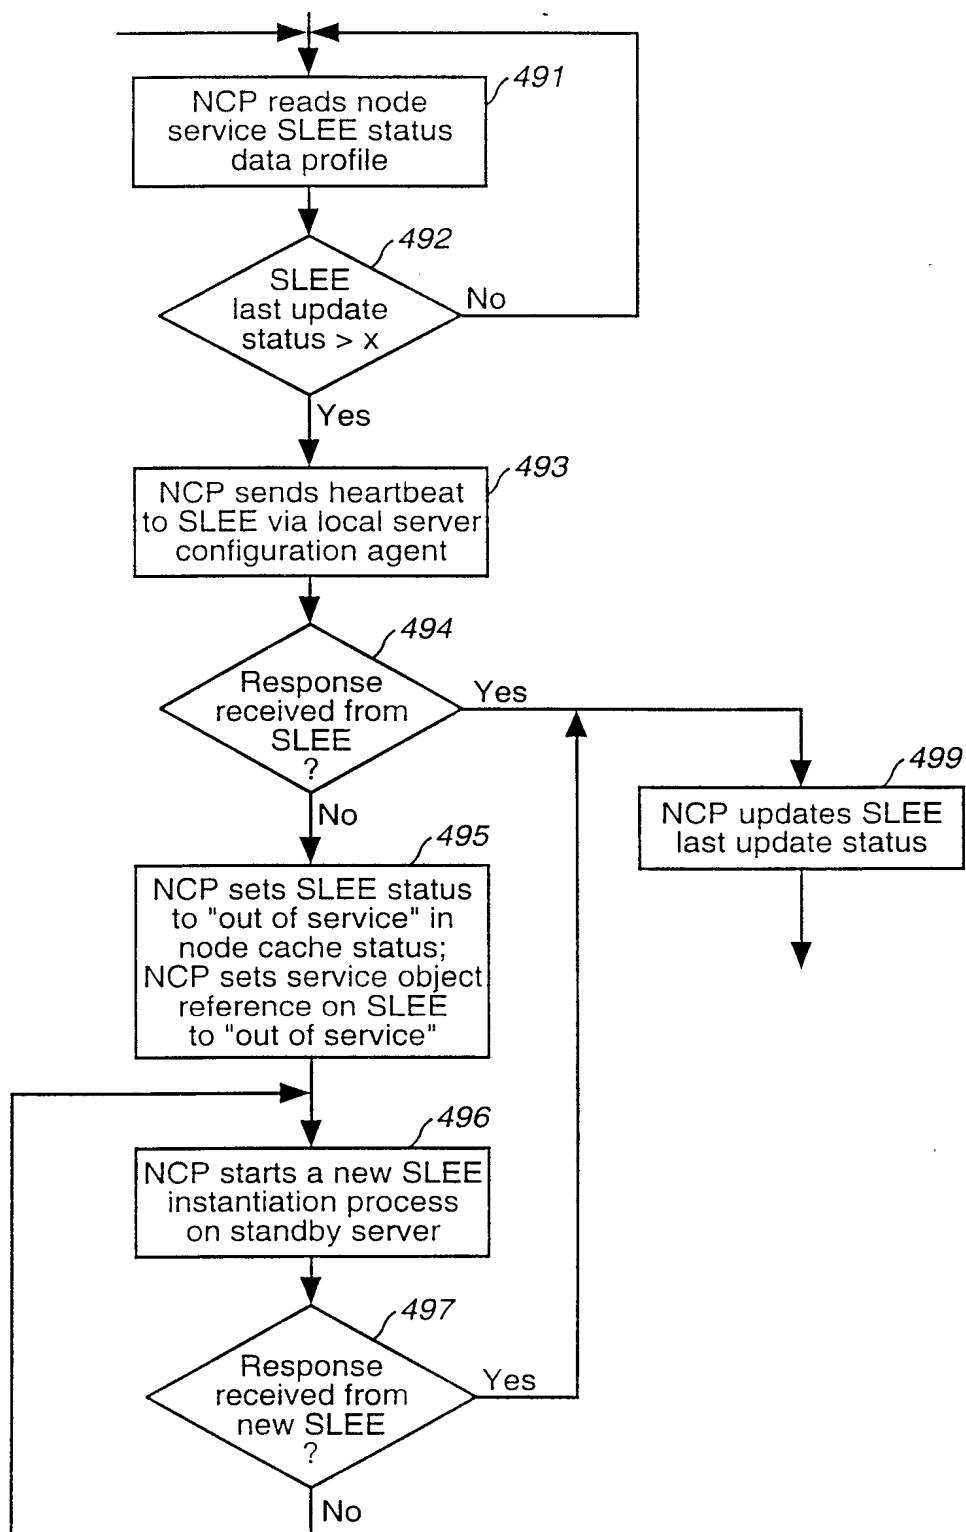 491
NCP reads node
service SLEE status
data profile
492
SLEE
last update
status > x
No
Yes
493
NCP sends heartbeat
to SLEE via local server
configuration agent
494
Response
received from
SLEE
?
Yes
No
499
NCP updates SLEE
last update status
495
NCP sets SLEE status
to "out of service" in
node cache status;
NCP sets service object
reference on SLEE
to "out of service"
496
NCP starts a new SLEE
instantiation process
on standby server
497
Response
received from
new SLEE
?
Yes
No